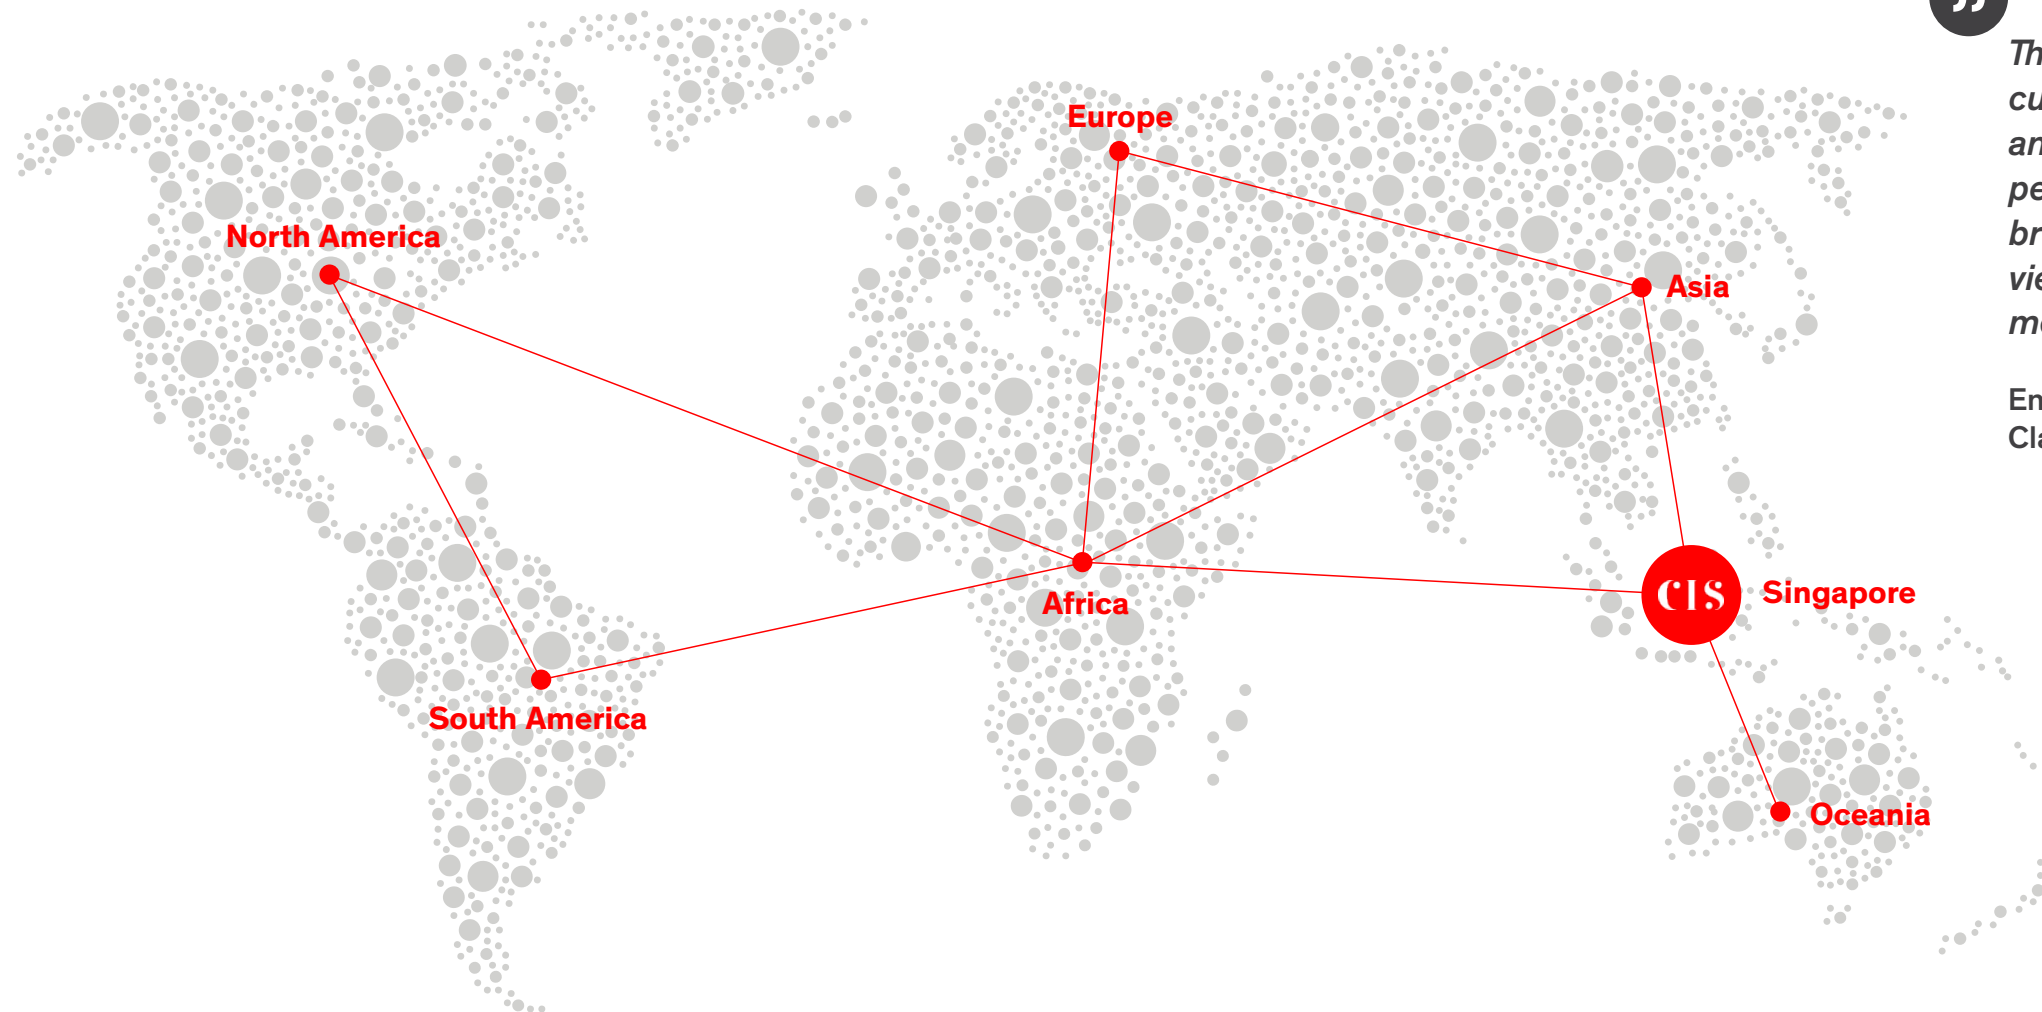 Europe
North America
Asia
Africa
CIS
Singapore
South America
Oceania